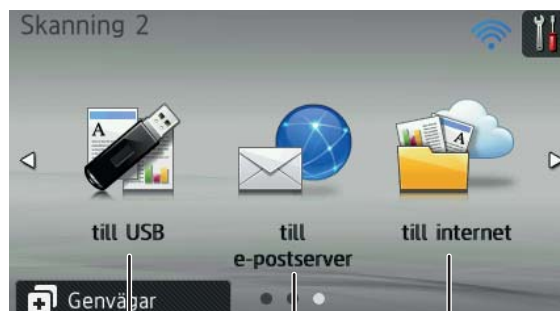 Skanning 2
A
A
till USB
till
e-postserver
till internet
Genvägar